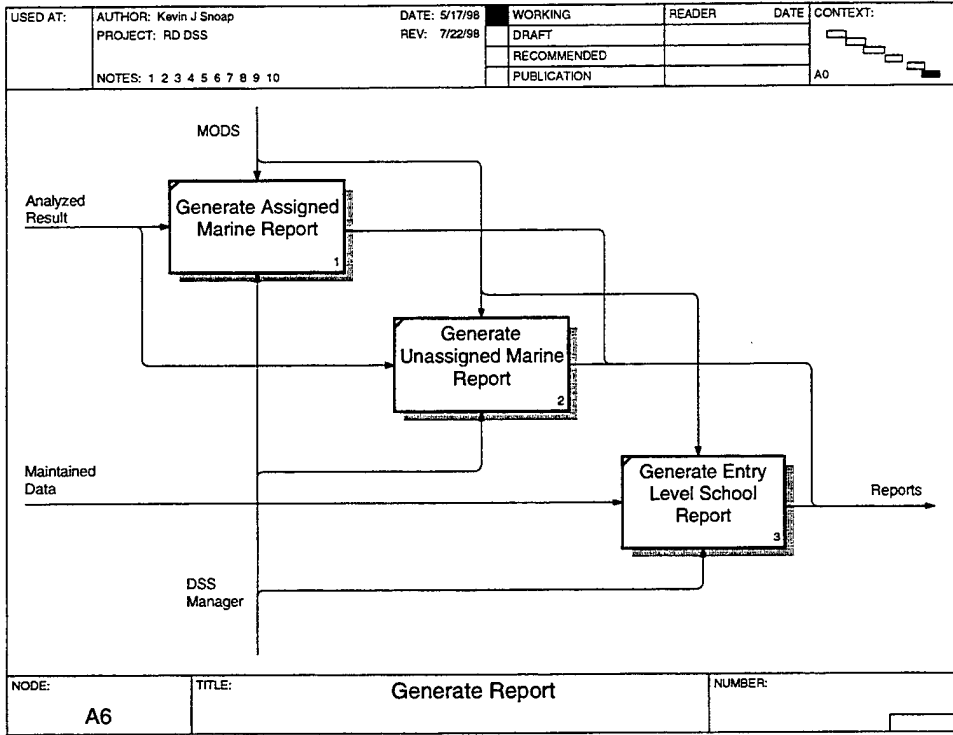 USED AT:
AUTHOR: Kevin J Snoap
DATE: 5/17/98
PROJECT: RD DSS
REV: 7/22/98
NOTES: 1 2 3 4 5 6 7 8 9 10
WORKING
DRAFT
RECOMMENDED
PUBLICATION
READER
DATE
CONTEXT:
A0
MODS
Analyzed
Result
Generate Assigned
Marine Report
1
Generate
Unassigned Marine
Report
2
Maintained
Data
Generate Entry
Level School
Report
3
Reports
DSS
Manager
NODE:
A6
TITLE:
Generate Report
NUMBER: